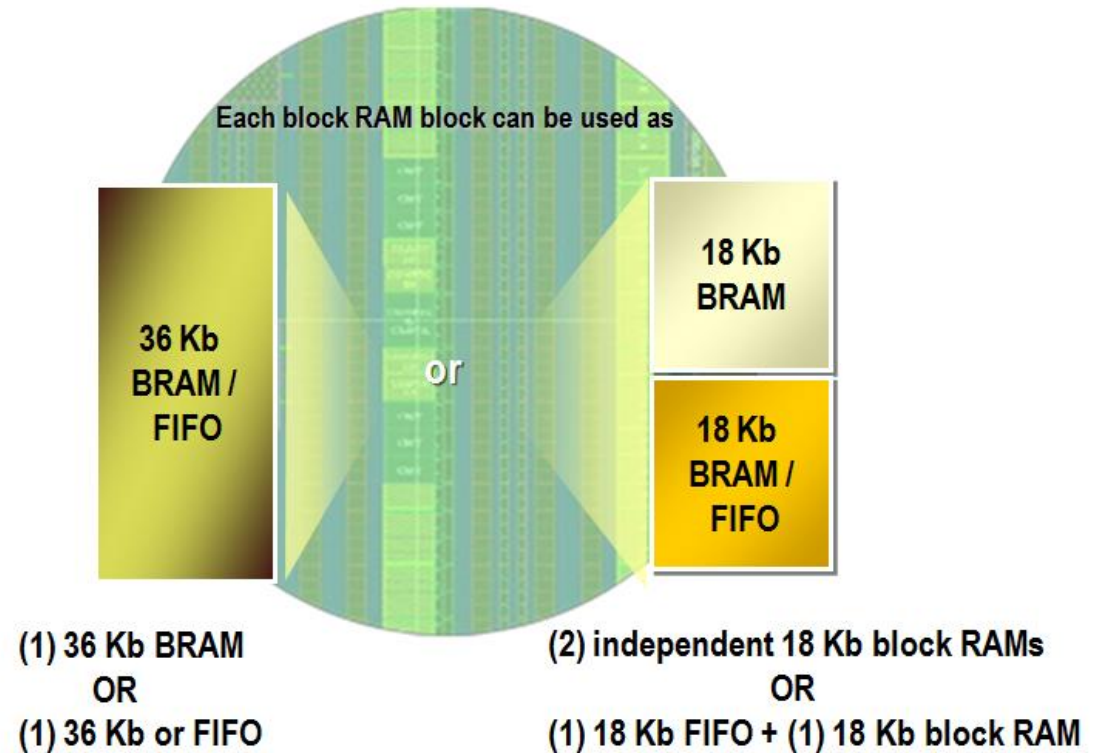 Each block RAM block can be used as
36 Kb
BRAM /
FIFO
or
18 Kb
BRAM
18 Kb
BRAM /
FIFO
(1) 36 Kb BRAM
OR
(1) 36 Kb or FIFO
(2) independent 18 Kb block RAMs
OR
(1) 18 Kb FIFO + (1) 18 Kb block RAM